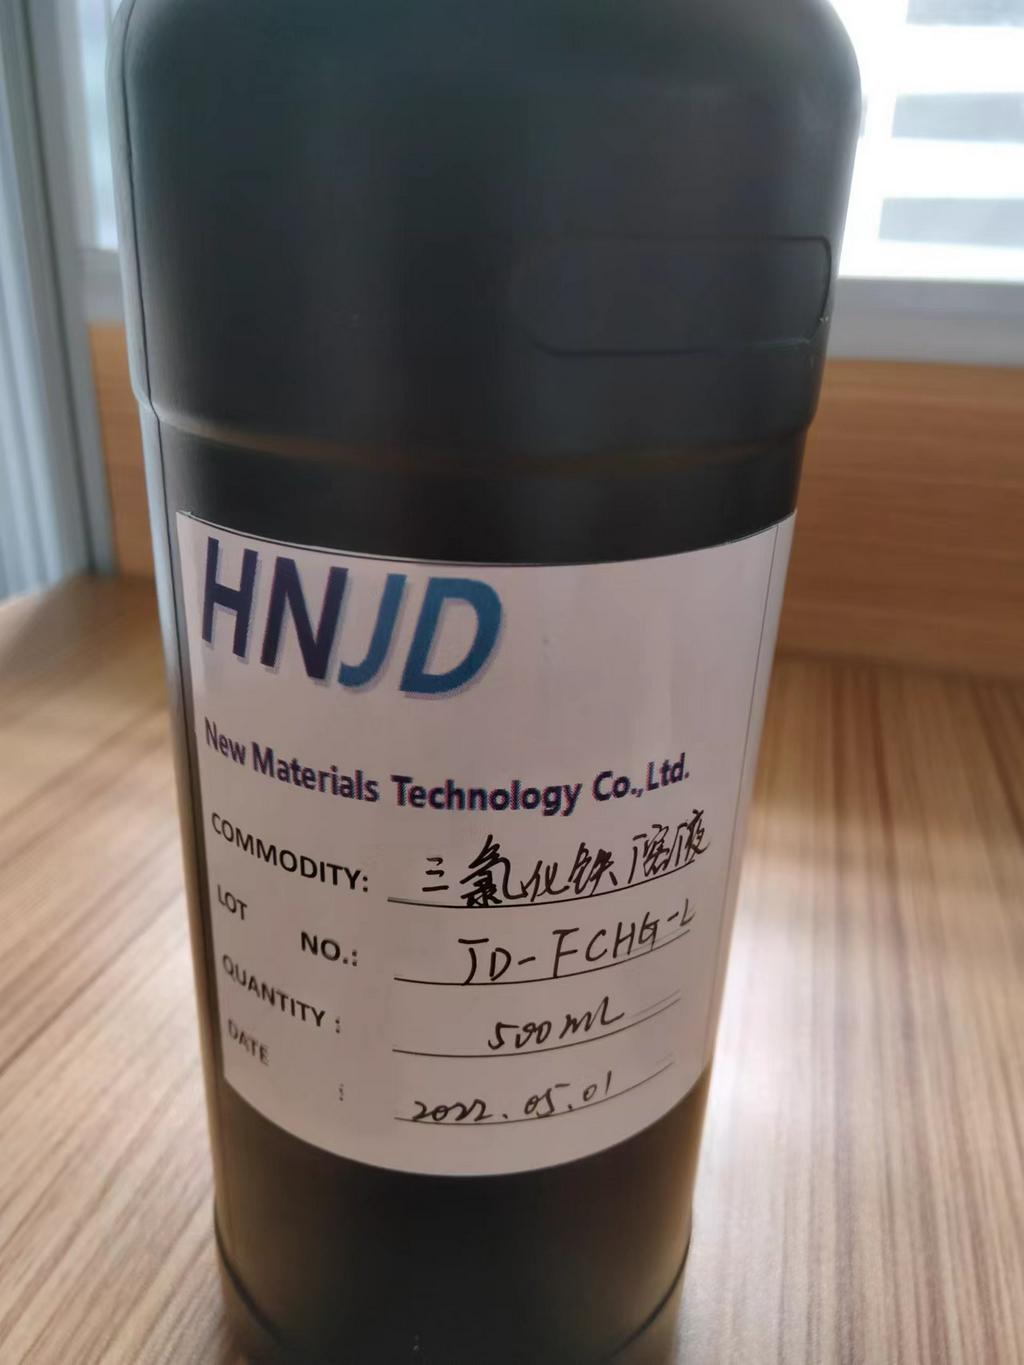 HNJD
New Materials Technology Co.,Ltd.
COMMODITY: 三氯化铁溶液
LOT NO.: JD-FCHG-L
QUANTITY : 500mL
DATE : 2022.05.01